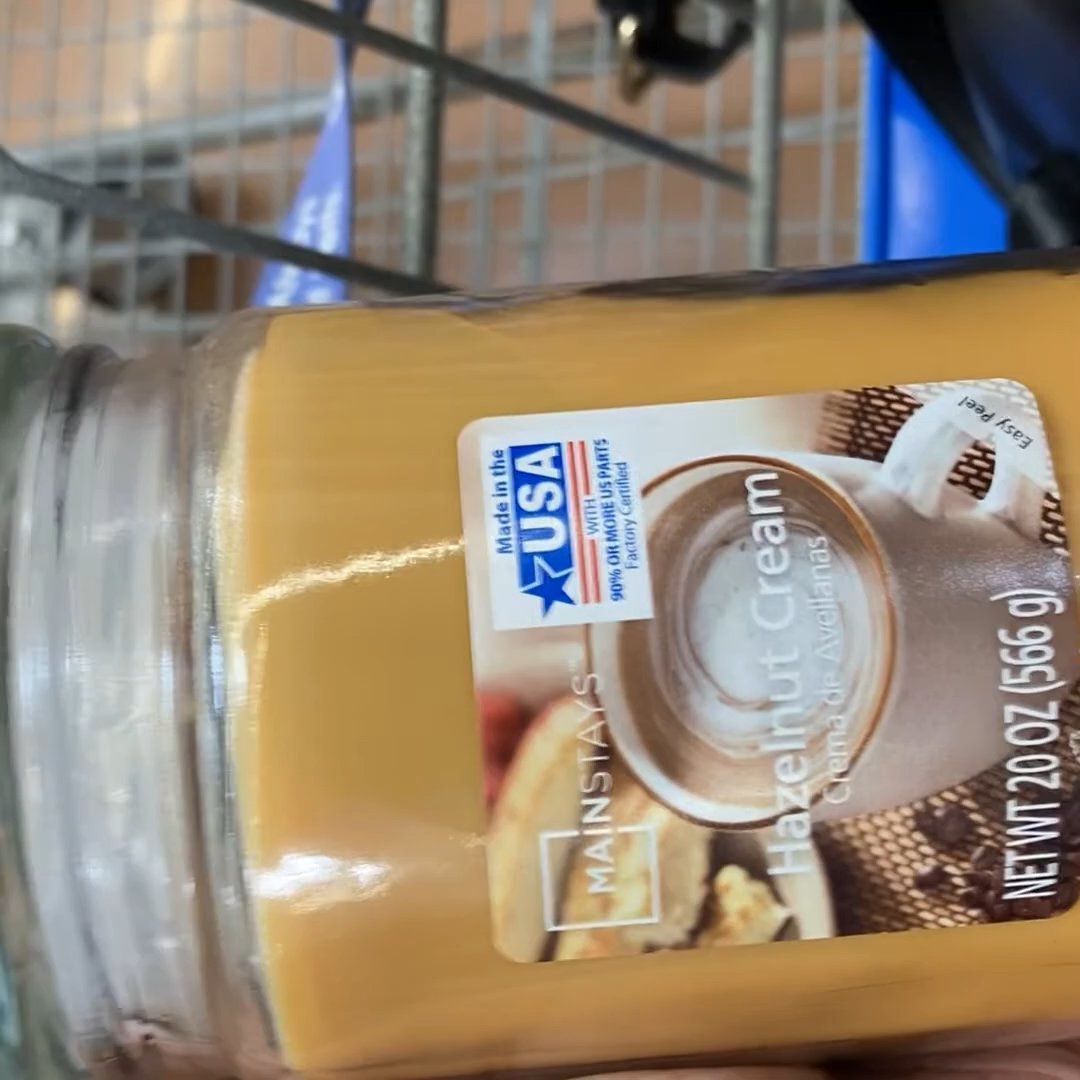 Made in the
USA
WITH
90% OR MORE US PARTS
Factory Certified
MAINSTAYS™
Hazelnut Cream
Crema de Avellanas
NET WT 20 OZ (566 g)
Easy Peel